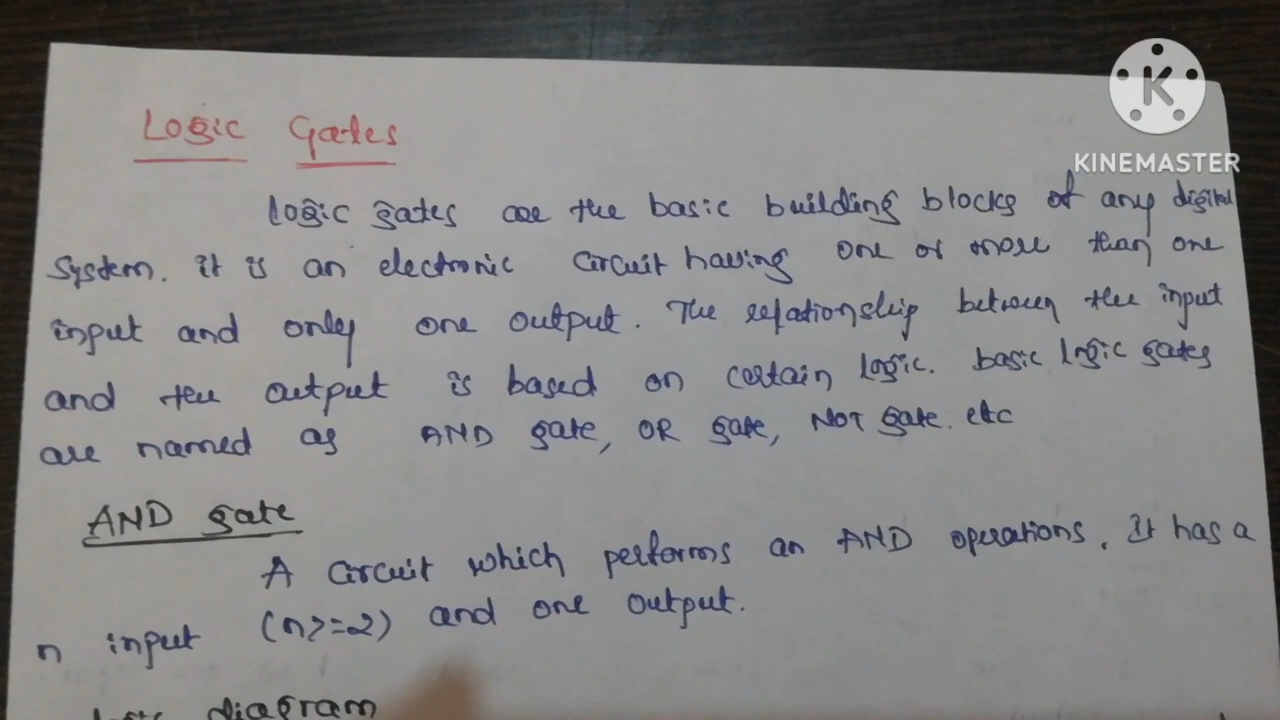 Logic Gates
KINEMASTER
Logic gates are the basic building blocks of any digital
System. it is an electronic circuit having one or more than one
input and only one output. The relationship between the input
and the output is based on certain logic. basic logic gates
are named as AND gate, OR gate, NOT gate. etc
AND gate
A circuit which performs an AND operations. It has a
n input (n>=2) and one output.
diagram